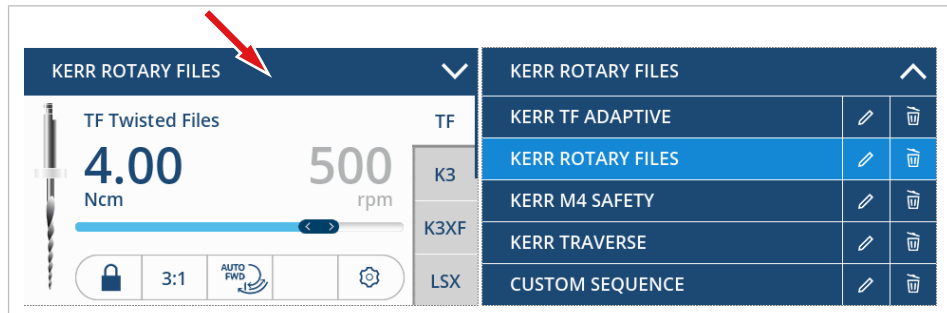 KERR ROTARY FILES
TF Twisted Files
TF
4.00
500
Ncm
rpm
K3
K3XF
LSX
3:1
AUTO
FWD
KERR ROTARY FILES
KERR TF ADAPTIVE
KERR ROTARY FILES
KERR M4 SAFETY
KERR TRAVERSE
CUSTOM SEQUENCE